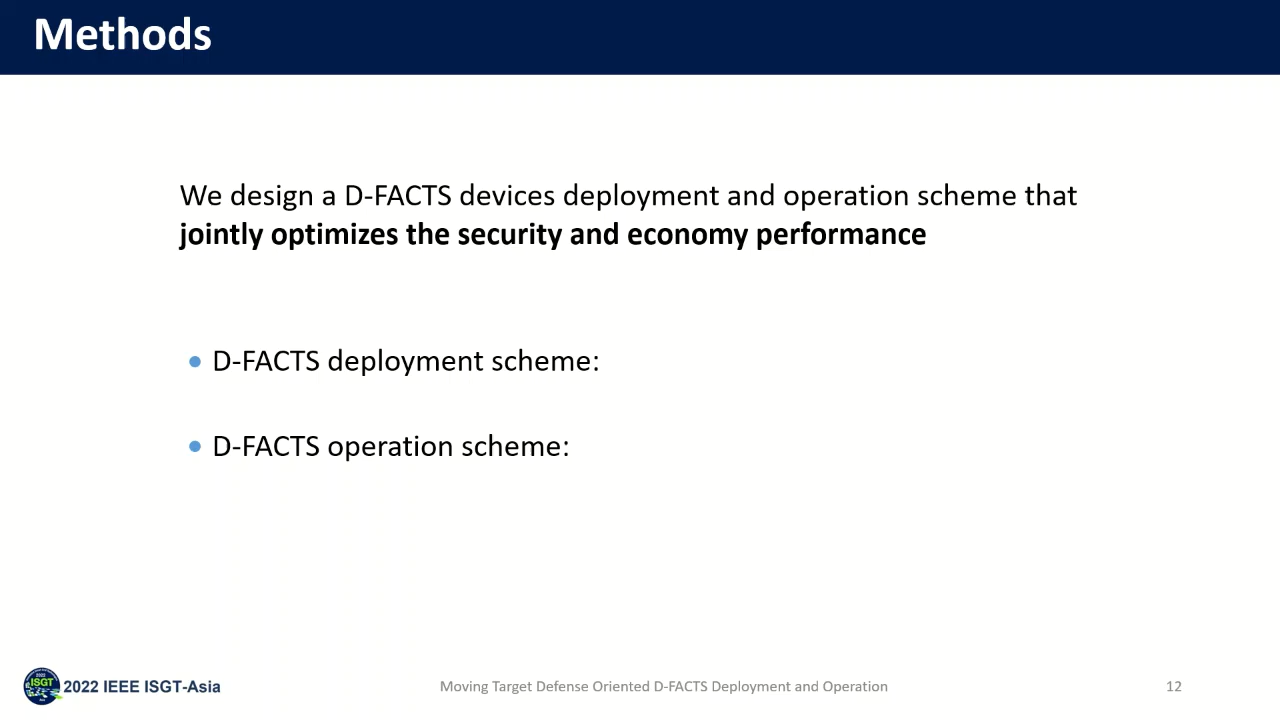 Methods
We design a D-FACTS devices deployment and operation scheme that
jointly optimizes the security and economy performance
D-FACTS deployment scheme:
D-FACTS operation scheme:
ISGT
2022 IEEE ISGT-Asia
Moving Target Defense Oriented D-FACTS Deployment and Operation
12